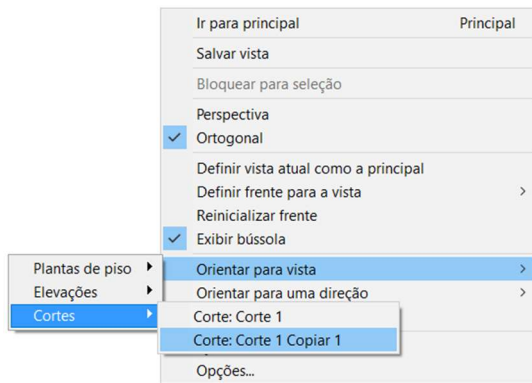 Ir para principal Principal
Salvar vista
Bloquear para seleção
Perspectiva
Ortogonal
Definir vista atual como a principal
Definir frente para a vista
Reinicializar frente
Exibir bússola
Plantas de piso Orientar para vista
Elevações Orientar para uma direção
Cortes Corte: Corte 1
Corte: Corte 1 Copiar 1
Opções...